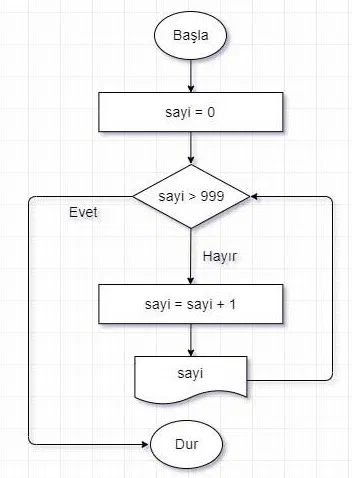 Başla
sayi = 0
sayi > 999
Evet
Hayır
sayi = sayi + 1
sayi
Dur